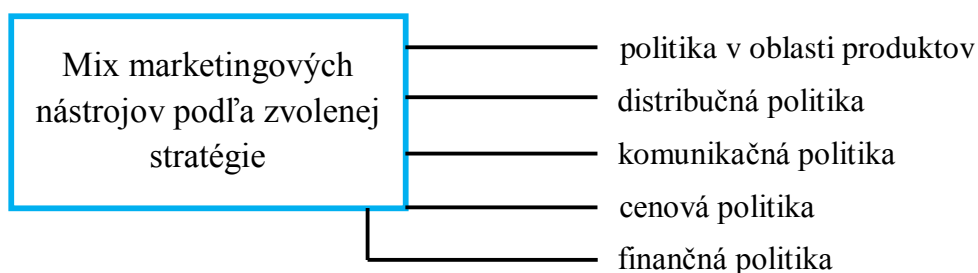 Mix marketingových
nástrojov podľa zvolenej
stratégie
politika v oblasti produktov
distribučná politika
komunikačná politika
cenová politika
finančná politika